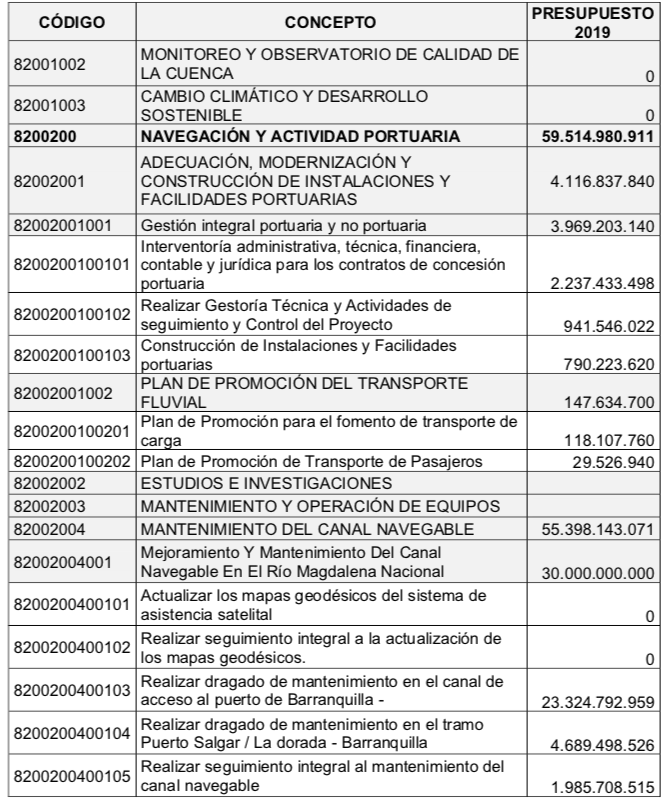 CÓDIGO CONCEPTO PRESUPUESTO 2019
82001002 MONITOREO Y OBSERVATORIO DE CALIDAD DE
LA CUENCA 0
82001003 CAMBIO CLIMÁTICO Y DESARROLLO
SOSTENIBLE 0
8200200 NAVEGACIÓN Y ACTIVIDAD PORTUARIA 59.514.980.911
82002001 ADECUACIÓN, MODERNIZACIÓN Y
CONSTRUCCIÓN DE INSTALACIONES Y
FACILIDADES PORTUARIAS 4.116.837.840
82002001001 Gestión integral portuaria y no portuaria 3.969.203.140
8200200100101 Interventoría administrativa, técnica, financiera,
contable y jurídica para los contratos de concesión
portuaria 2.237.433.498
8200200100102 Realizar Gestoría Técnica y Actividades de
seguimiento y Control del Proyecto 941.546.022
8200200100103 Construcción de Instalaciones y Facilidades
portuarias 790.223.620
82002001002 PLAN DE PROMOCIÓN DEL TRANSPORTE
FLUVIAL 147.634.700
8200200100201 Plan de Promoción para el fomento de transporte de
carga 118.107.760
8200200100202 Plan de Promoción de Transporte de Pasajeros 29.526.940
82002002 ESTUDIOS E INVESTIGACIONES
82002003 MANTENIMIENTO Y OPERACIÓN DE EQUIPOS
82002004 MANTENIMIENTO DEL CANAL NAVEGABLE 55.398.143.071
82002004001 Mejoramiento Y Mantenimiento Del Canal
Navegable En El Río Magdalena Nacional 30.000.000.000
8200200400101 Actualizar los mapas geodésicos del sistema de
asistencia satelital 0
8200200400102 Realizar seguimiento integral a la actualización de
los mapas geodésicos. 0
8200200400103 Realizar dragado de mantenimiento en el canal de
acceso al puerto de Barranquilla - 23.324.792.959
8200200400104 Realizar dragado de mantenimiento en el tramo
Puerto Salgar / La dorada - Barranquilla 4.689.498.526
8200200400105 Realizar seguimiento integral al mantenimiento del
canal navegable 1.985.708.515